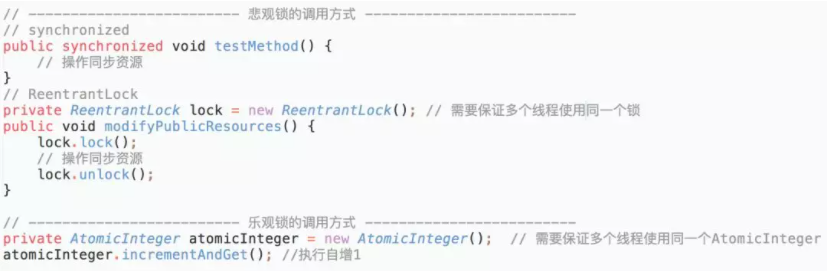 // ------------------------- 悲观锁的调用方式 -------------------------
// synchronized
public synchronized void testMethod() {
    // 操作同步资源
}
// ReentrantLock
private ReentrantLock lock = new ReentrantLock(); // 需要保证多个线程使用同一个锁
public void modifyPublicResources() {
    lock.lock();
    // 操作同步资源
    lock.unlock();
}
// ------------------------- 乐观锁的调用方式 -------------------------
private AtomicInteger atomicInteger = new AtomicInteger();  // 需要保证多个线程使用同一个AtomicInteger
atomicInteger.incrementAndGet(); //执行自增1